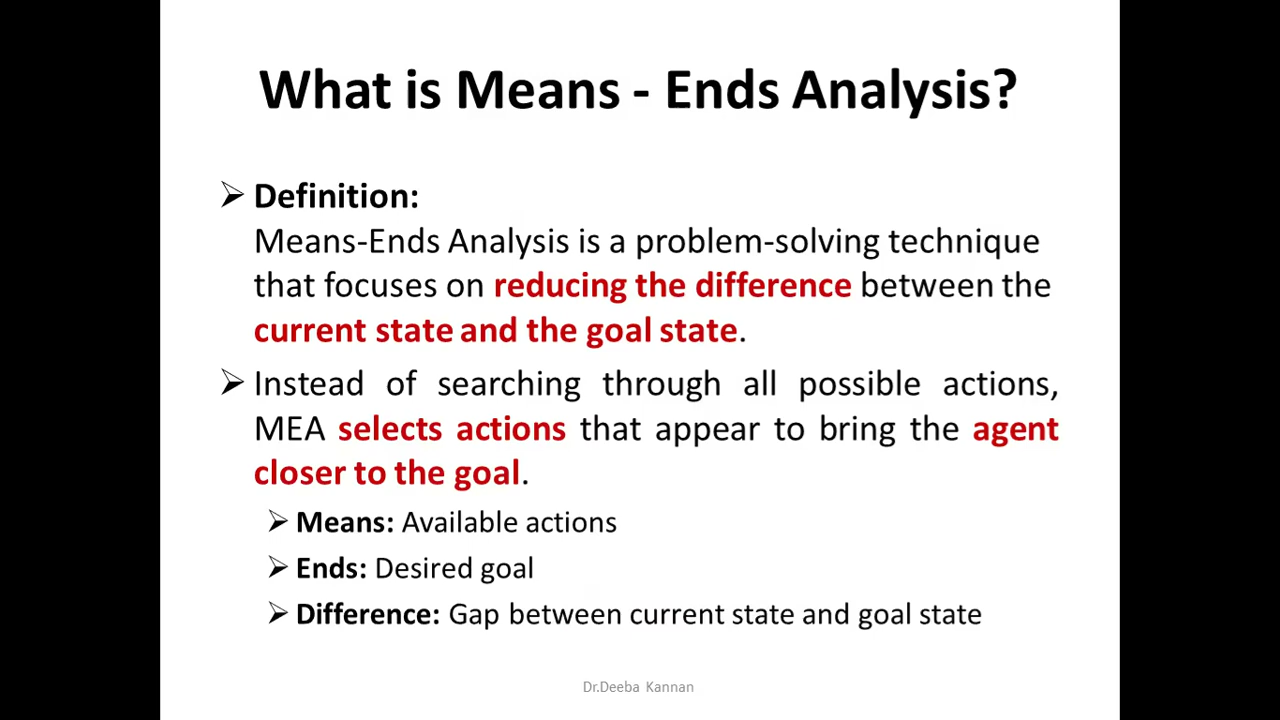 What is Means - Ends Analysis?
➢ Definition:
Means-Ends Analysis is a problem-solving technique
that focuses on reducing the difference between the
current state and the goal state.
➢ Instead of searching through all possible actions,
MEA selects actions that appear to bring the agent
closer to the goal.
➢ Means: Available actions
➢ Ends: Desired goal
➢ Difference: Gap between current state and goal state
Dr.Deeba Kannan